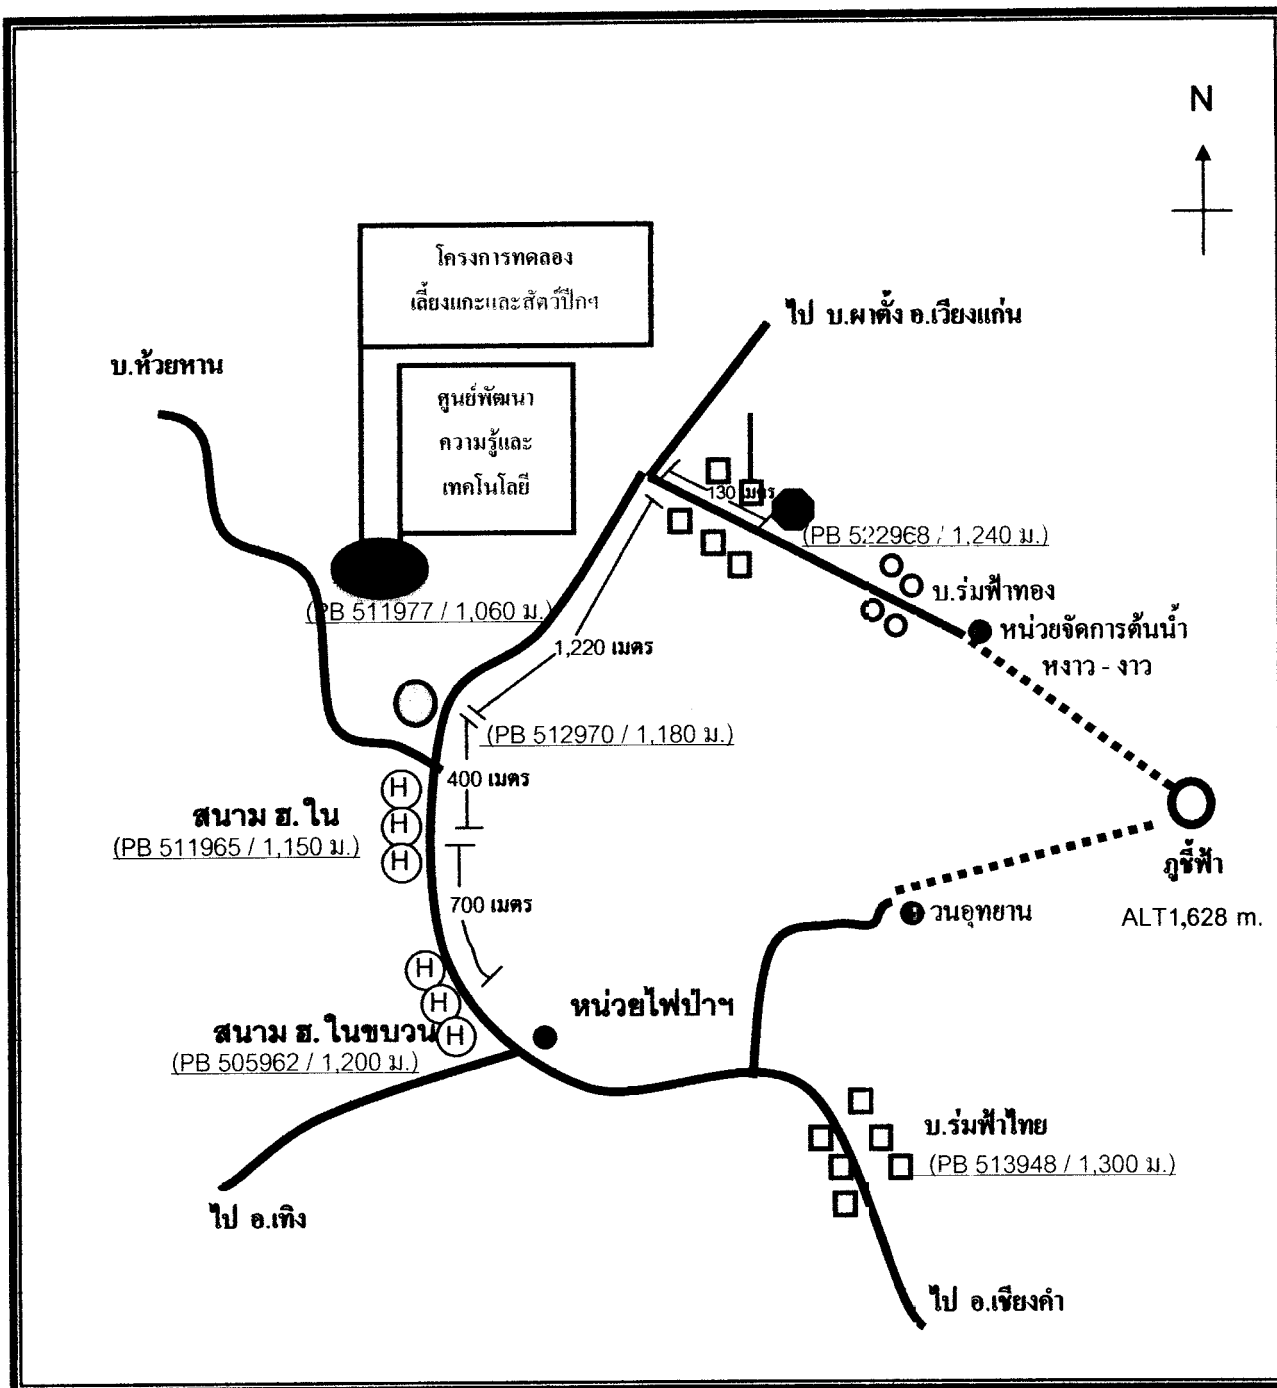 N
โครงการทดลอง
เลี้ยงแกะและสัตว์ปีกฯ
ไป บ.ผาตั้ง อ.เวียงแก่น
บ.ห้วยหาน
ศูนย์พัฒนา
ความรู้และ
เทคโนโลยี
130 เมตร
(PB 522968 / 1,240 ม.)
บ.ร่มฟ้าทอง
(PB 511977 / 1,060 ม.)
หน่วยจัดการต้นน้ำ
หงาว - งาว
1,220 เมตร
(PB 512970 / 1,180 ม.)
400 เมตร
H
สนาม ฮ. ใน
H
(PB 511965 / 1,150 ม.)
H
ภูชี้ฟ้า
700 เมตร
วนอุทยาน
ALT1,628 m.
H
หน่วยไฟป่าฯ
H
สนาม ฮ. ในขบวน
H
(PB 505962 / 1,200 ม.)
บ.ร่มฟ้าไทย
(PB 513948 / 1,300 ม.)
ไป อ.เทิง
ไป อ.เชียงคำ